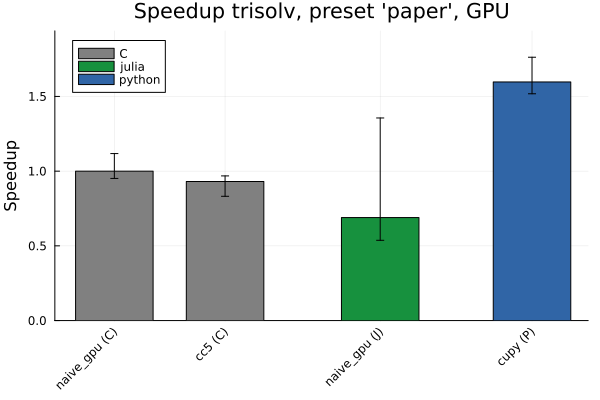 Speedup trisolv, preset 'paper', GPU
C
julia
python
Speedup
1.5
1.0
0.5
0.0
naive_gpu (C)
cc5 (C)
naive_gpu (J)
cupy (P)